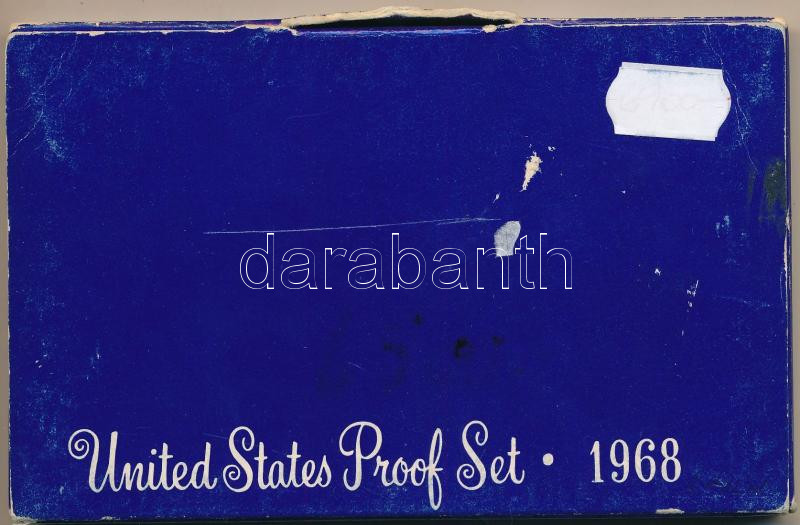 darabanth
United States Proof Set • 1968